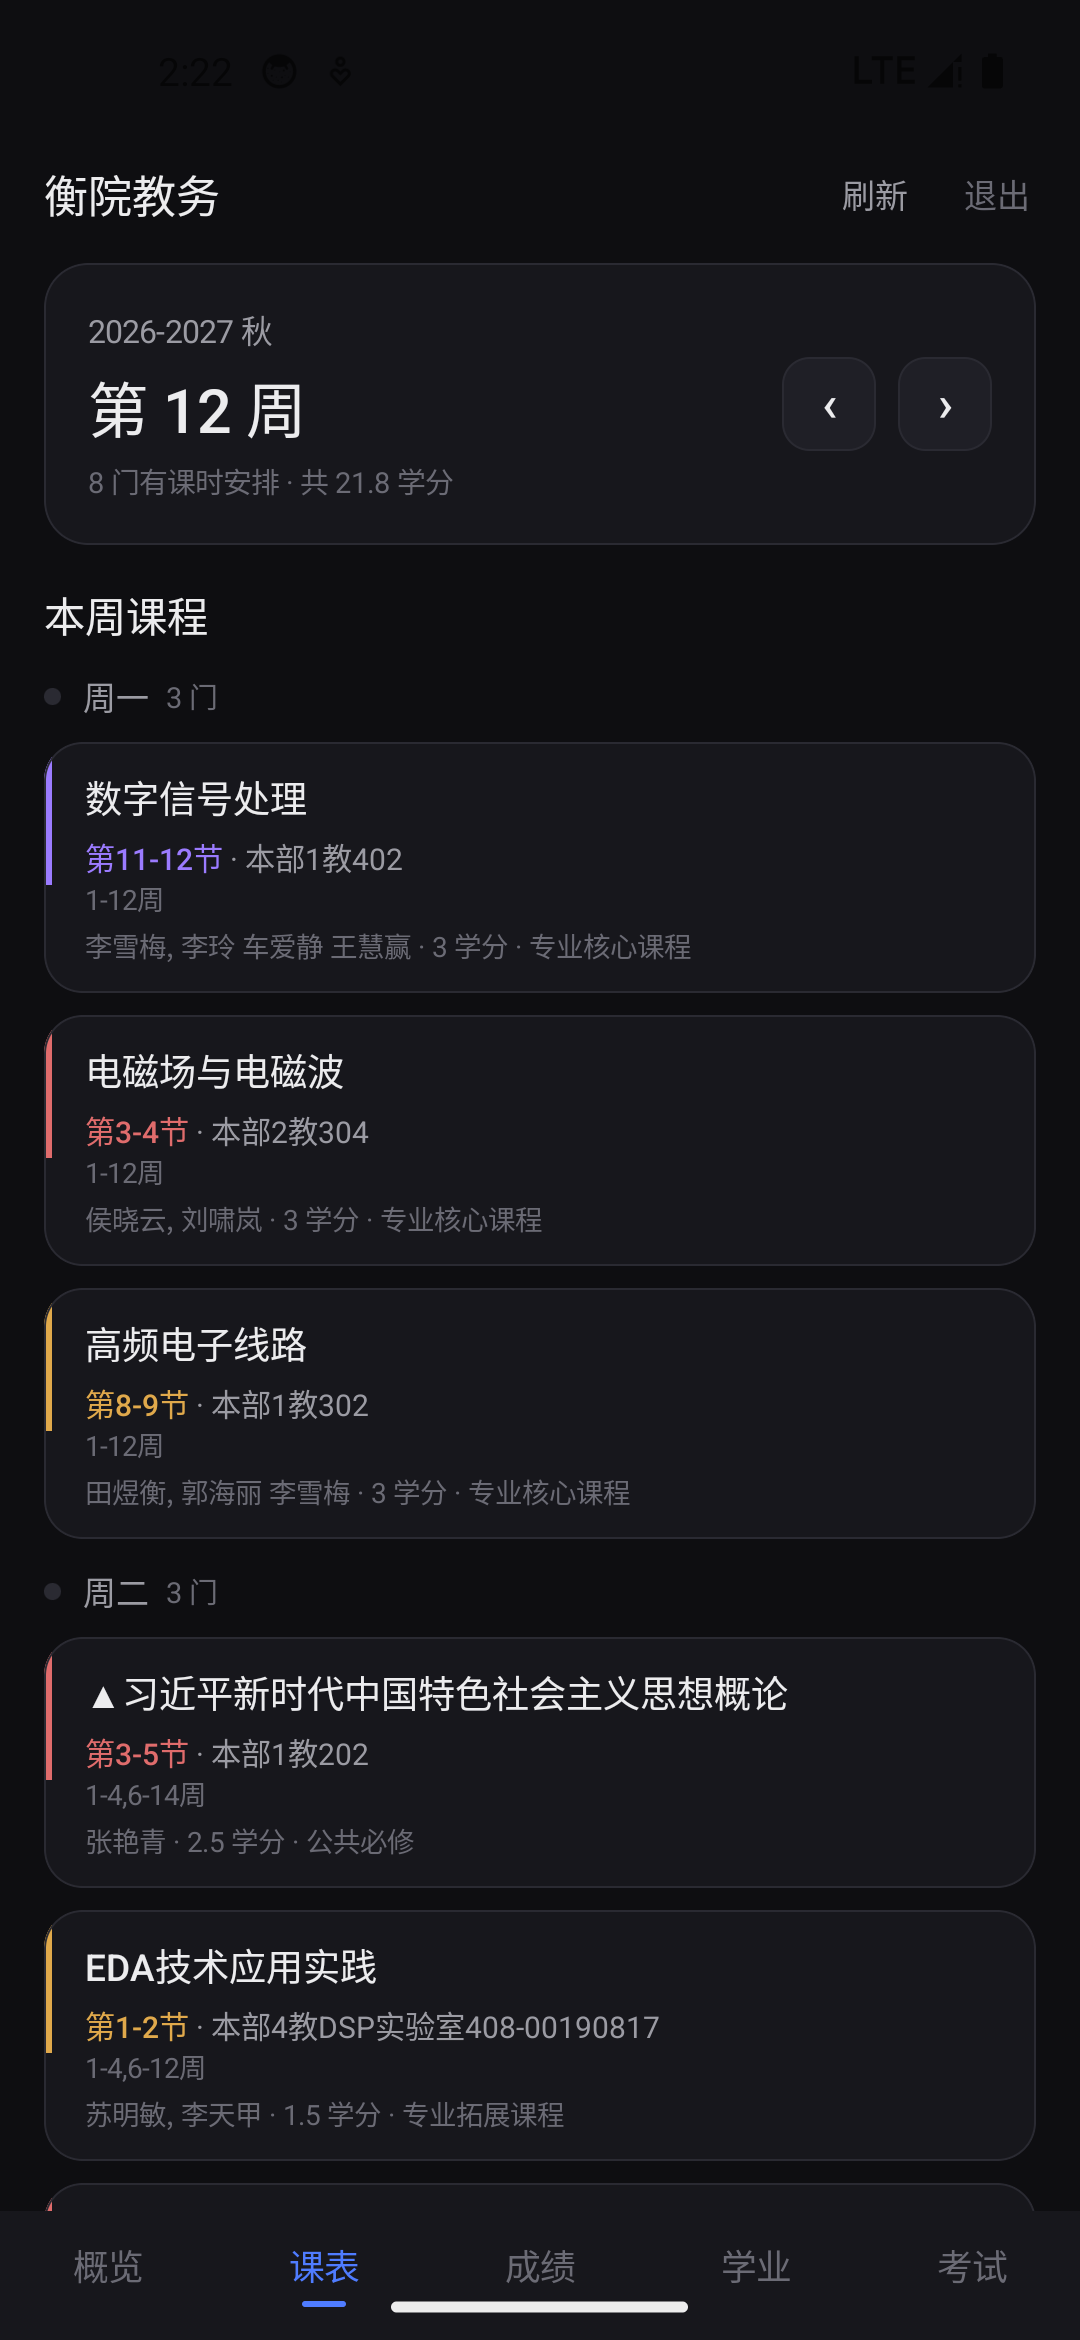 2:22
LTE
衡院教务
刷新
退出
2026-2027 秋
第 12 周
8 门有课时安排 · 共 21.8 学分
‹
›
本周课程
周一 3 门
数字信号处理
第11-12节 · 本部1教402
1-12周
李雪梅, 李玲 车爱静 王慧赢 · 3 学分 · 专业核心课程
电磁场与电磁波
第3-4节 · 本部2教304
1-12周
侯晓云, 刘啸岚 · 3 学分 · 专业核心课程
高频电子线路
第8-9节 · 本部1教302
1-12周
田煜衡, 郭海丽 李雪梅 · 3 学分 · 专业核心课程
周二 3 门
▲习近平新时代中国特色社会主义思想概论
第3-5节 · 本部1教202
1-4,6-14周
张艳青 · 2.5 学分 · 公共必修
EDA技术应用实践
第1-2节 · 本部4教DSP实验室408-00190817
1-4,6-12周
苏明敏, 李天甲 · 1.5 学分 · 专业拓展课程
概览
课表
成绩
学业
考试